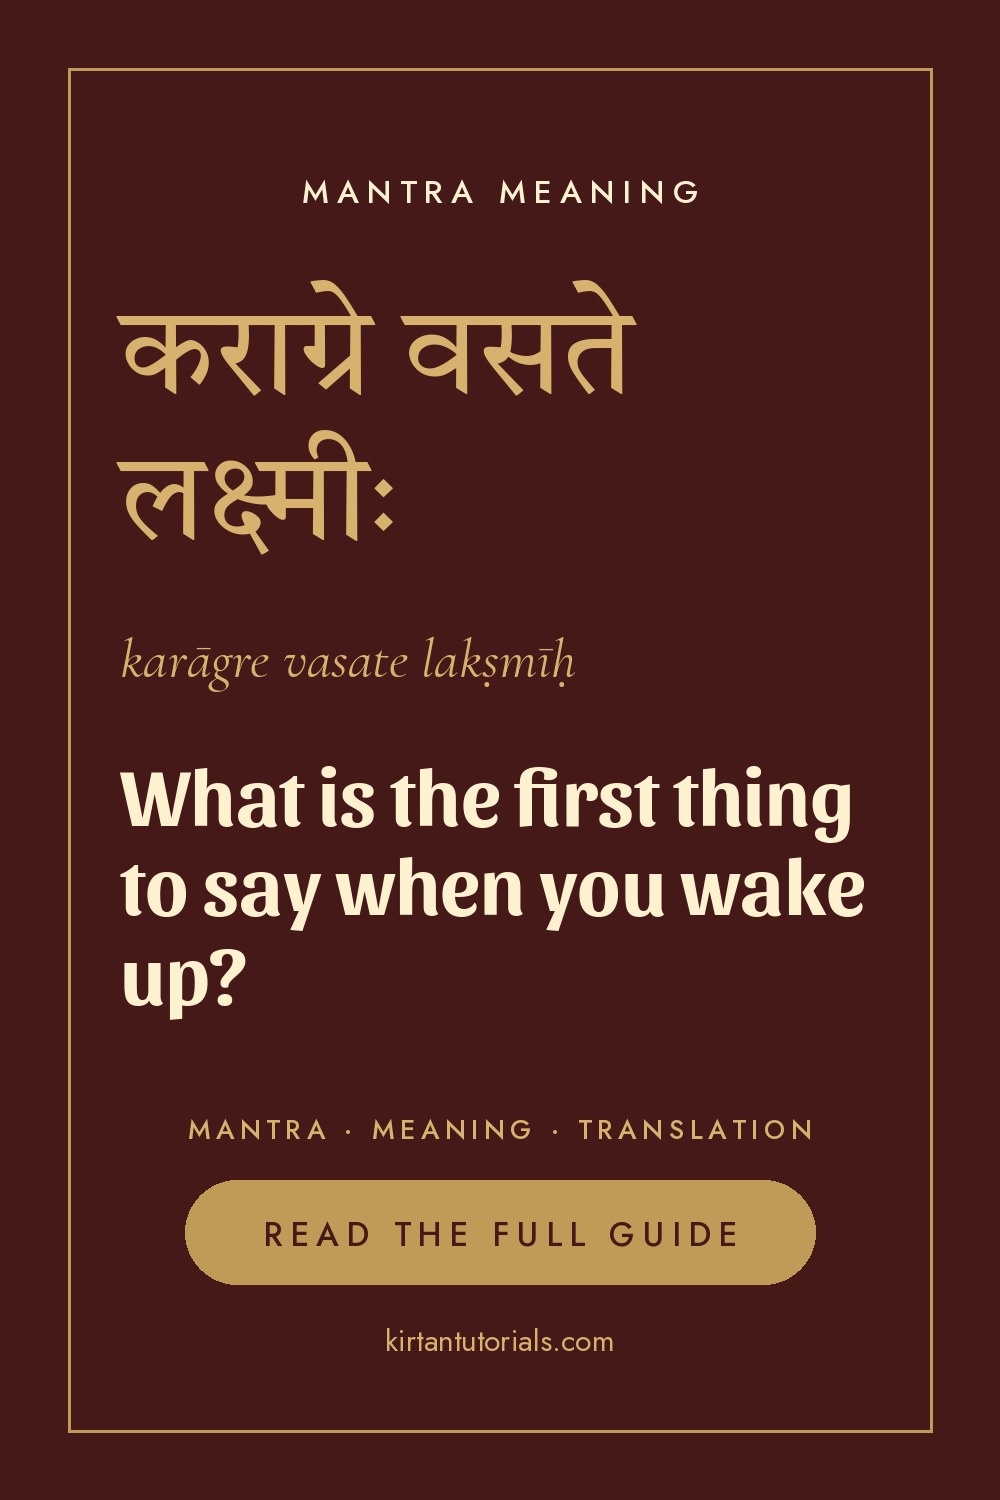 MANTRA MEANING
कराग्रे वसते
लक्ष्मीः
karāgre vasate lakṣmīḥ
What is the first thing
to say when you wake
up?
MANTRA · MEANING · TRANSLATION
READ THE FULL GUIDE
kirtantutorials.com